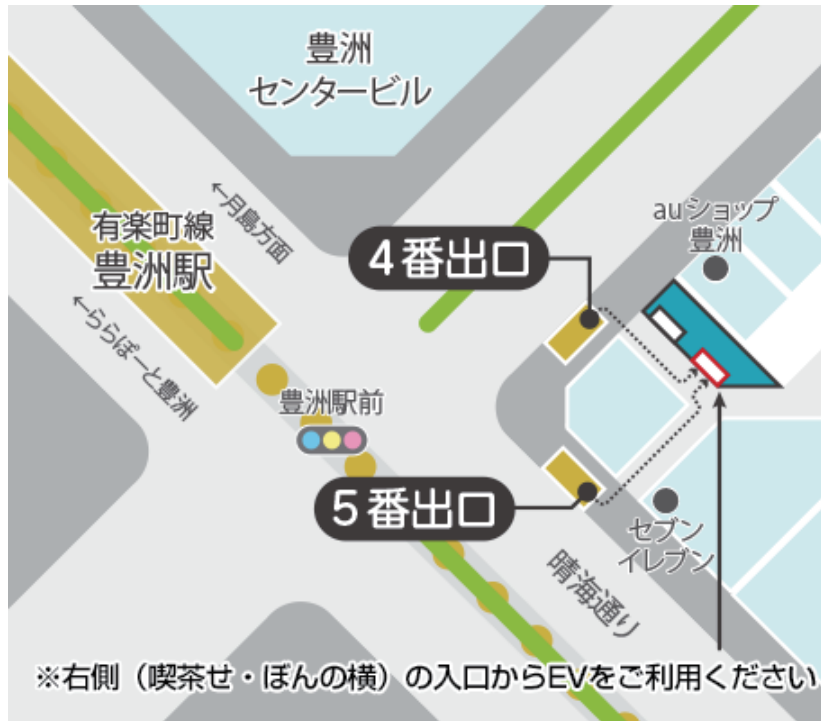 豊洲
センタービル
←月島方面
auショップ
豊洲
有楽町線
豊洲駅
4番出口
←ららぽーと豊洲
豊洲駅前
5番出口
セブン
イレブン
晴海通り
※右側（喫茶せ・ぼんの横）の入口からEVをご利用ください